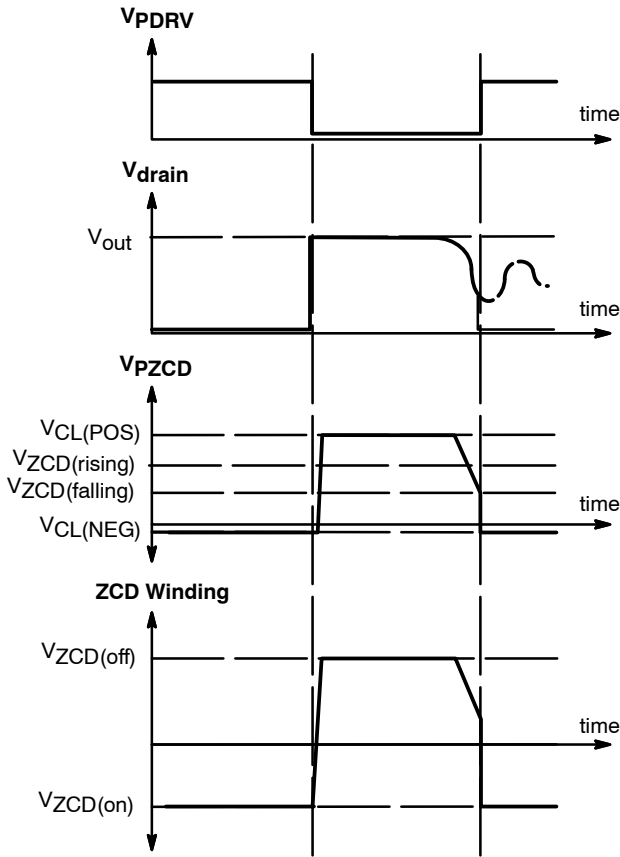 VPDRV
time
Vdrain
Vout
time
VPZCD
VCL(POS)
VZCD(rising)
VZCD(falling)
time
VCL(NEG)
ZCD Winding
VZCD(off)
time
VZCD(on)